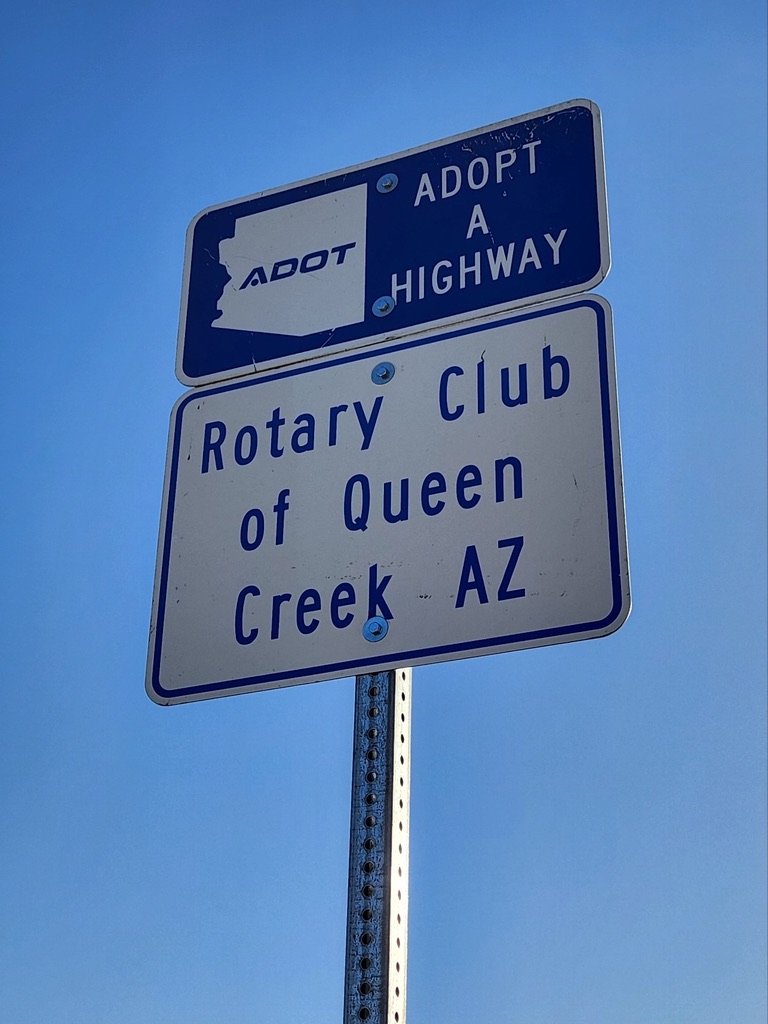 ADOT
ADOPT
A
HIGHWAY
Rotary Club
of Queen
Creek AZ